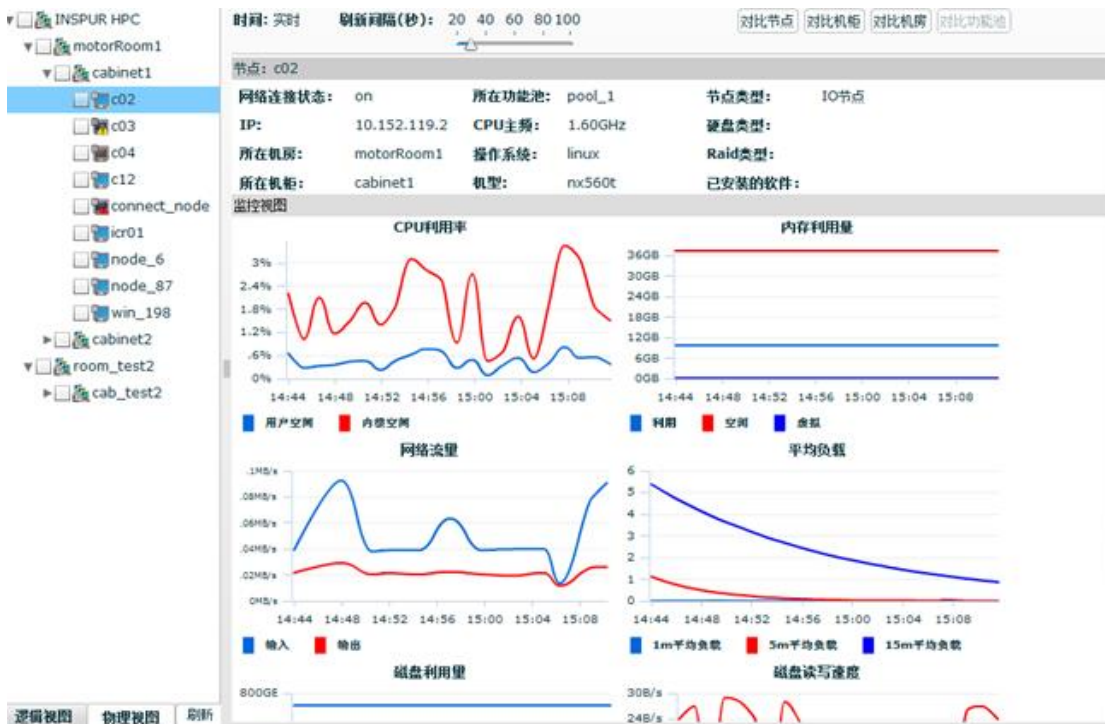 INSPUR HPC
motorRoom1
cabinet1
c02
c03
c04
c12
connect_node
icr01
node_6
node_87
win_198
cabinet2
room_test2
cab_test2
逻辑视图 物理视图 刷新
时间: 实时 刷新间隔(秒): 20 40 60 80 100 对比节点 对比机柜 对比机房 对比功能池
节点: c02
网络连接状态: on 所在功能池: pool_1 节点类型: IO节点
IP: 10.152.119.2 CPU主频: 1.60GHz 硬盘类型:
所在机房: motorRoom1 操作系统: linux Raid类型:
所在机柜: cabinet1 机型: nx560t 已安装的软件:
监控视图
CPU利用率
3%
2.4%
1.8%
1.2%
.6%
0%
14:44 14:48 14:52 14:56 15:00 15:04 15:08
用户空间 内核空间
内存利用量
36GB
30GB
24GB
18GB
12GB
6GB
0GB
14:44 14:48 14:52 14:56 15:00 15:04 15:08
利用 空闲 虚拟
网络流量
.1MB/s
.08MB/s
.06MB/s
.04MB/s
.02MB/s
0MB/s
14:44 14:48 14:52 14:56 15:00 15:04 15:08
输入 输出
平均负载
6
5
4
3
2
1
0
14:44 14:48 14:52 14:56 15:00 15:04 15:08
1m平均负载 5m平均负载 15m平均负载
磁盘利用量
800GB
磁盘读写速度
30B/s
24B/s